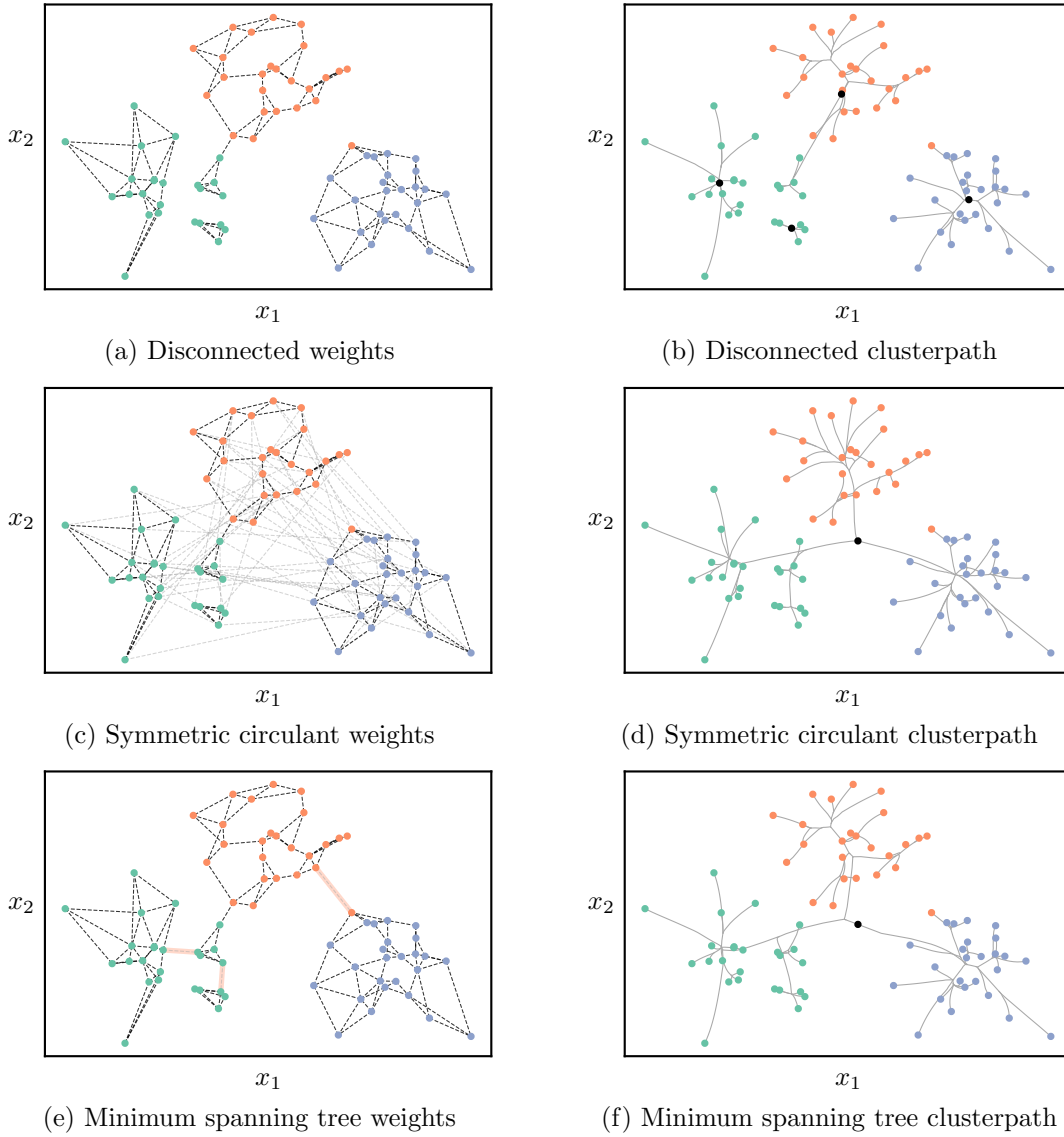 x₂
x₂
x₁
x₁
(a) Disconnected weights
(b) Disconnected clusterpath
x₂
x₂
x₁
x₁
(c) Symmetric circulant weights
(d) Symmetric circulant clusterpath
x₂
x₂
x₁
x₁
(e) Minimum spanning tree weights
(f) Minimum spanning tree clusterpath